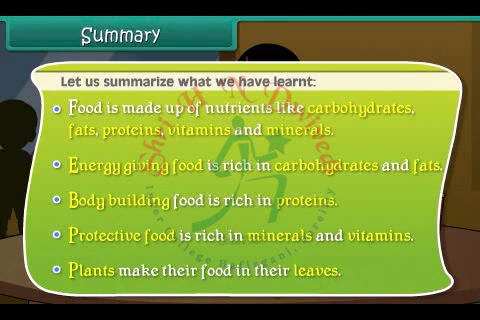 Summary
Let us summarize what we have learnt:
Food is made up of nutrients like carbohydrates,
fats, proteins, vitamins and minerals.
Energy giving food is rich in carbohydrates and fats.
Body building food is rich in proteins.
Protective food is rich in minerals and vitamins.
Plants make their food in their leaves.